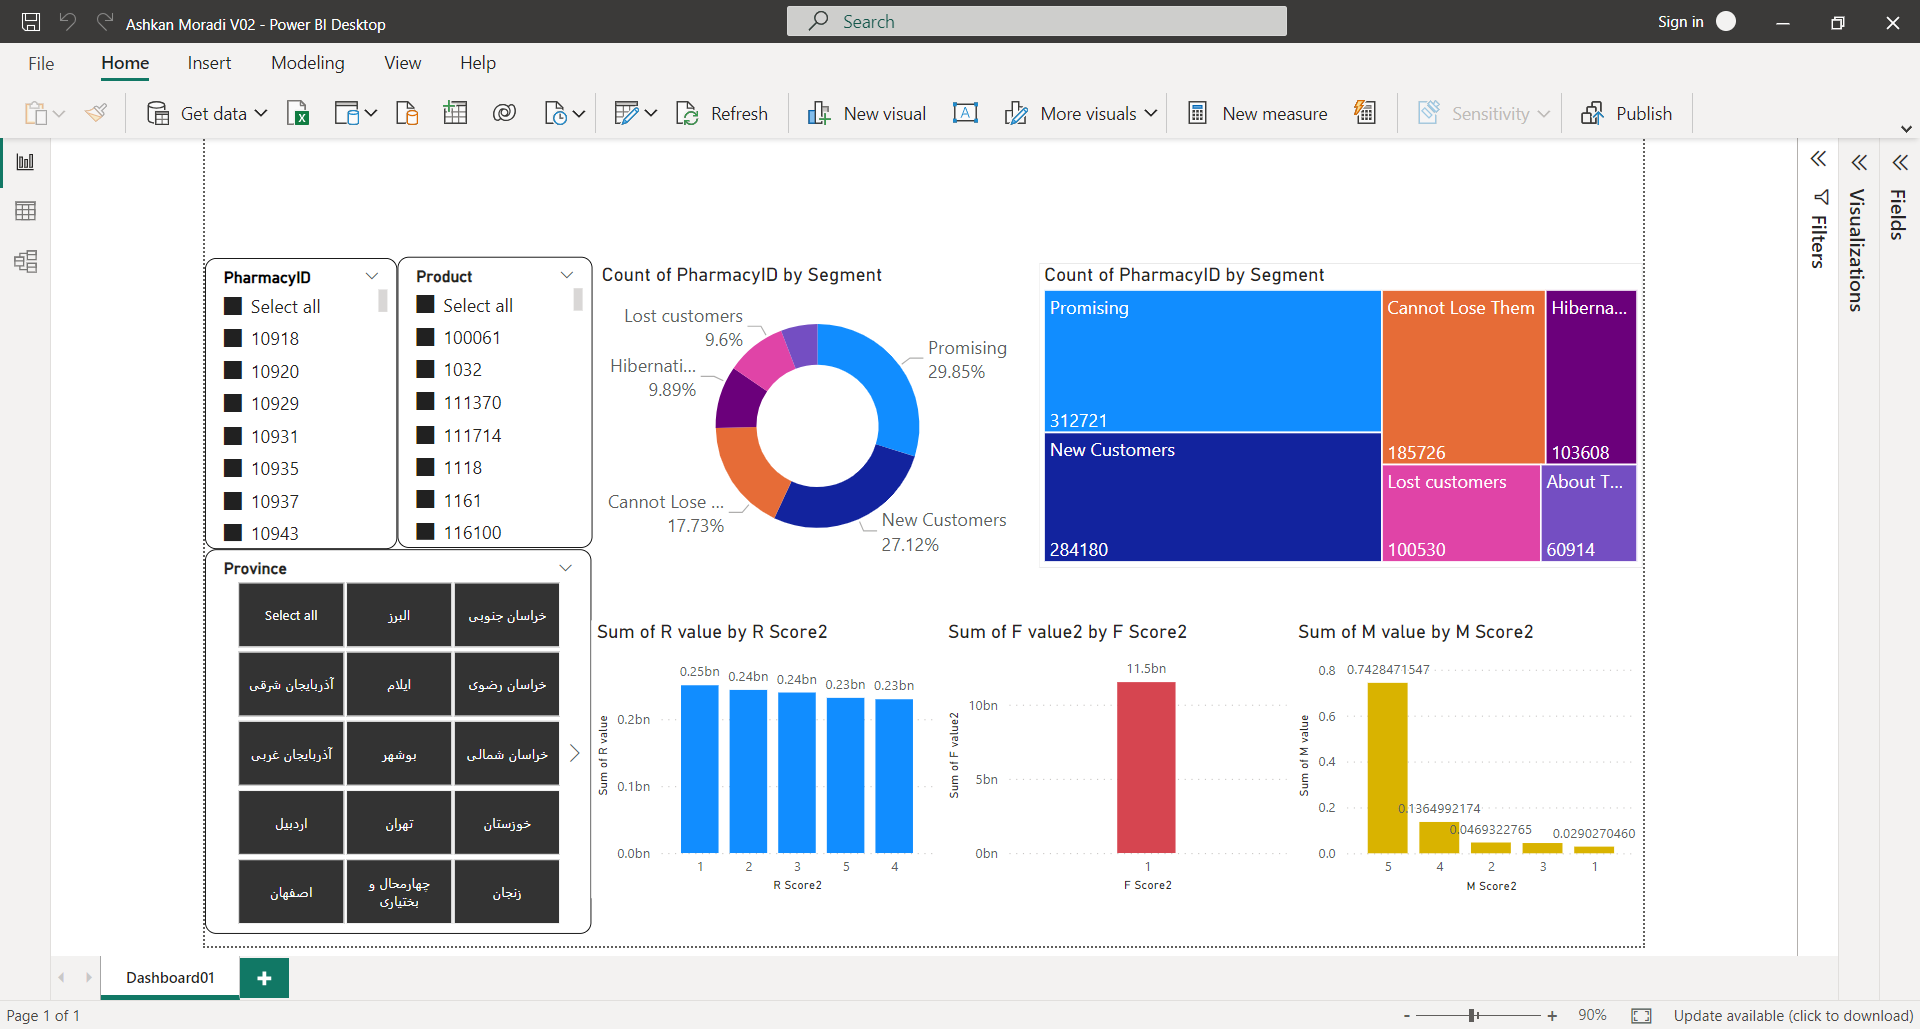 Ashkan Moradi V02 - Power BI Desktop
Search
Sign in
File
Home
Insert
Modeling
View
Help
Get data
Refresh
New visual
More visuals
New measure
Sensitivity
Publish
Filters
Visualizations
Fields
PharmacyID
Select all
10918
10920
10929
10931
10935
10937
10943
Product
Select all
100061
1032
111370
111714
1118
1161
116100
Province
Select all
البرز
خراسان جنوبی
آذربایجان شرقی
ایلام
خراسان رضوی
آذربایجان غربی
بوشهر
خراسان شمالی
اردبیل
تهران
خوزستان
اصفهان
چهارمحال و
بختیاری
زنجان
Count of PharmacyID by Segment
Lost customers
9.6%
Hibernati...
9.89%
Cannot Lose ...
17.73%
Promising
29.85%
New Customers
27.12%
Count of PharmacyID by Segment
Promising
312721
New Customers
284180
Cannot Lose Them
185726
Hiberna...
103608
Lost customers
100530
About T...
60914
Sum of R value by R Score2
Sum of R value
0.2bn
0.1bn
0.0bn
0.25bn
0.24bn
0.24bn
0.23bn
0.23bn
1
2
3
5
4
R Score2
Sum of F value2 by F Score2
Sum of F value2
10bn
5bn
0bn
11.5bn
1
F Score2
Sum of M value by M Score2
Sum of M value
0.8
0.6
0.4
0.2
0.0
0.7428471547
0.1364992174
0.0469322765
0.0290270460
5
4
2
3
1
M Score2
Dashboard01
Page 1 of 1
90%
Update available (click to download)